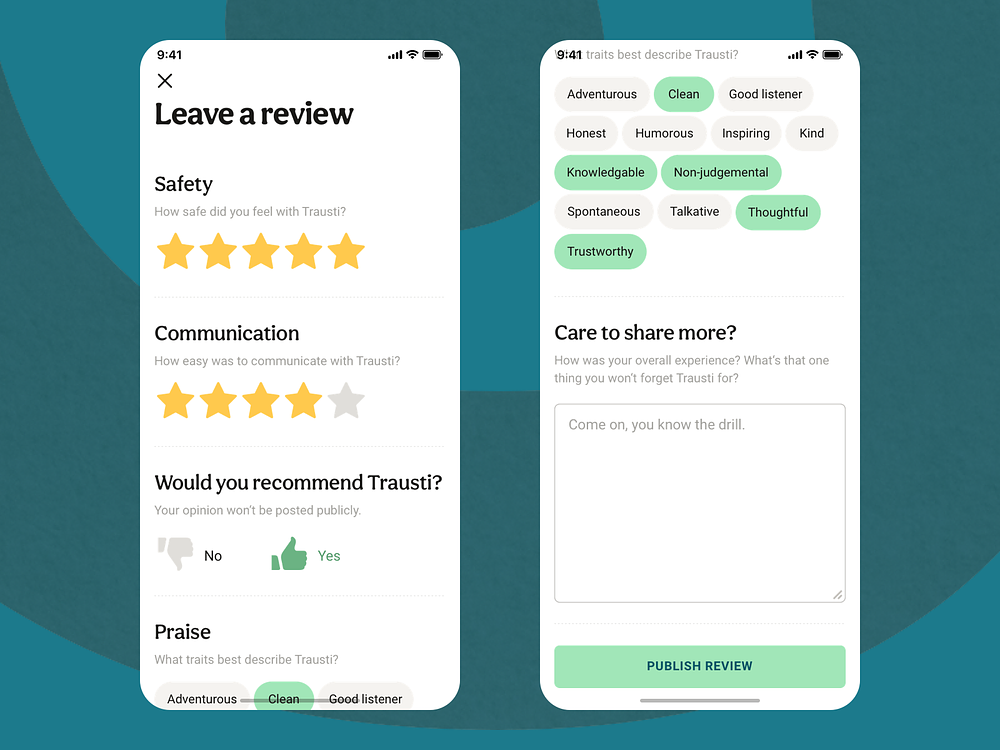 9:41
Leave a review
Safety
How safe did you feel with Trausti?
Communication
How easy was to communicate with Trausti?
Would you recommend Trausti?
Your opinion won't be posted publicly.
No Yes
Praise
What traits best describe Trausti?
Adventurous Clean Good listener
9:41
traits best describe Trausti?
Adventurous Clean Good listener
Honest Humorous Inspiring Kind
Knowledgable Non-judgemental
Spontaneous Talkative Thoughtful
Trustworthy
Care to share more?
How was your overall experience? What's that one
thing you won't forget Trausti for?
Come on, you know the drill.
PUBLISH REVIEW